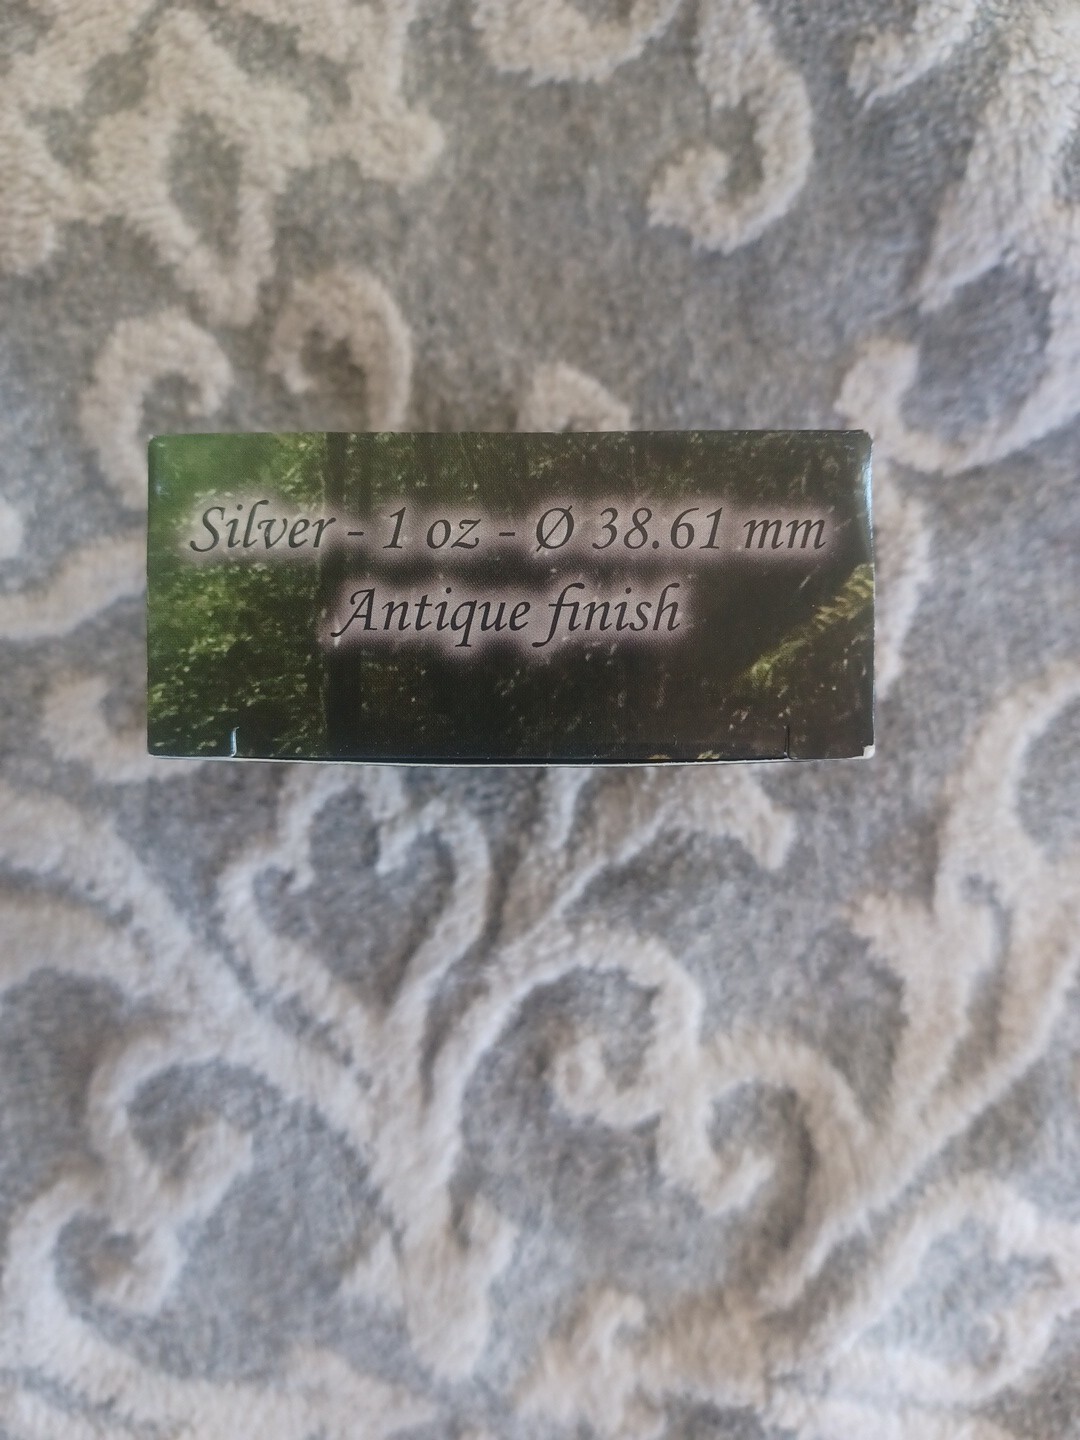 Silver - 1 oz - Ø 38.61 mm
Antique finish